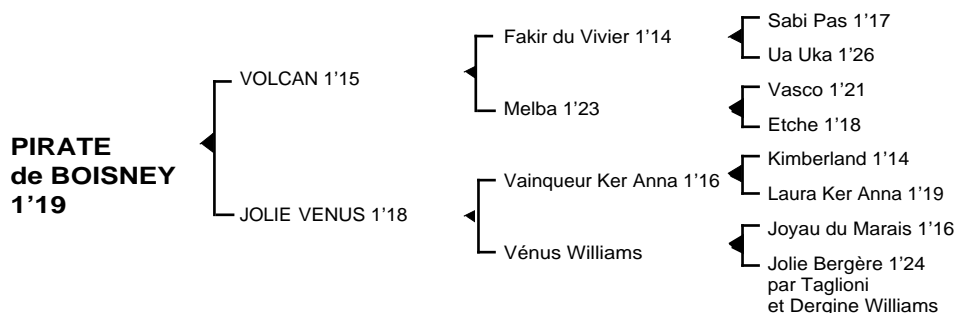 PIRATE
de BOISNEY
1’19
VOLCAN 1’15
JOLIE VENUS 1’18
Fakir du Vivier 1’14
Melba 1’23
Vainqueur Ker Anna 1’16
Vénus Williams
Sabi Pas 1’17
Ua Uka 1’26
Vasco 1’21
Etche 1’18
Kimberland 1’14
Laura Ker Anna 1’19
Joyau du Marais 1’16
Jolie Bergère 1’24
par Taglioni
et Dergine Williams